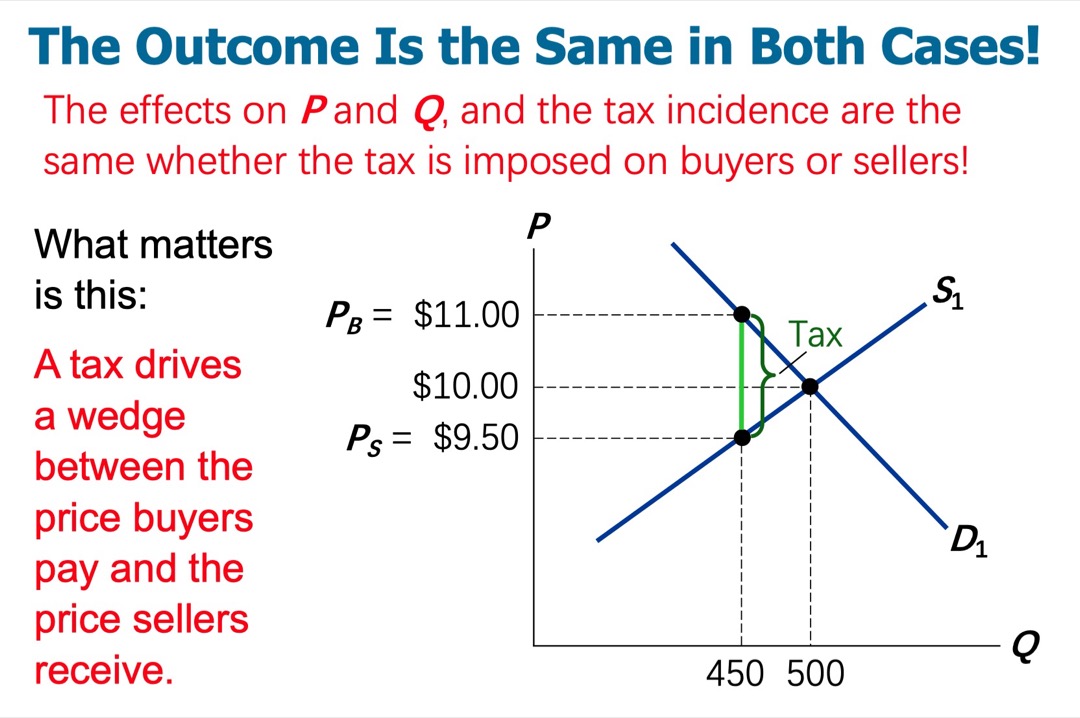 The Outcome Is the Same in Both Cases!
The effects on P and Q, and the tax incidence are the
same whether the tax is imposed on buyers or sellers!
What matters
is this:
A tax drives
a wedge
between the
price buyers
pay and the
price sellers
receive.
P
S₁
P_B = $11.00
Tax
$10.00
P_S = $9.50
D₁
Q
450 500